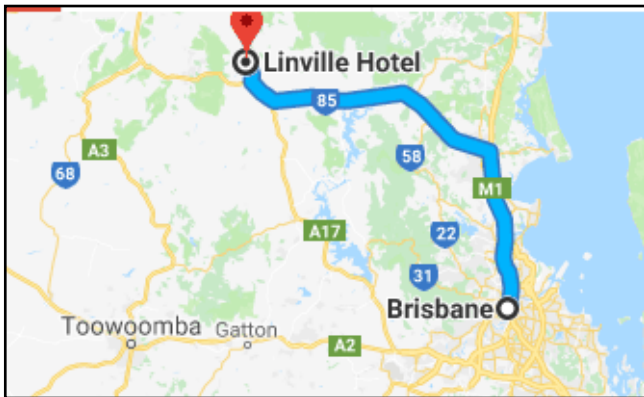 Linville Hotel
85
A3
58
68
M1
A17
22
31
Brisbane
Toowoomba
Gatton
A2